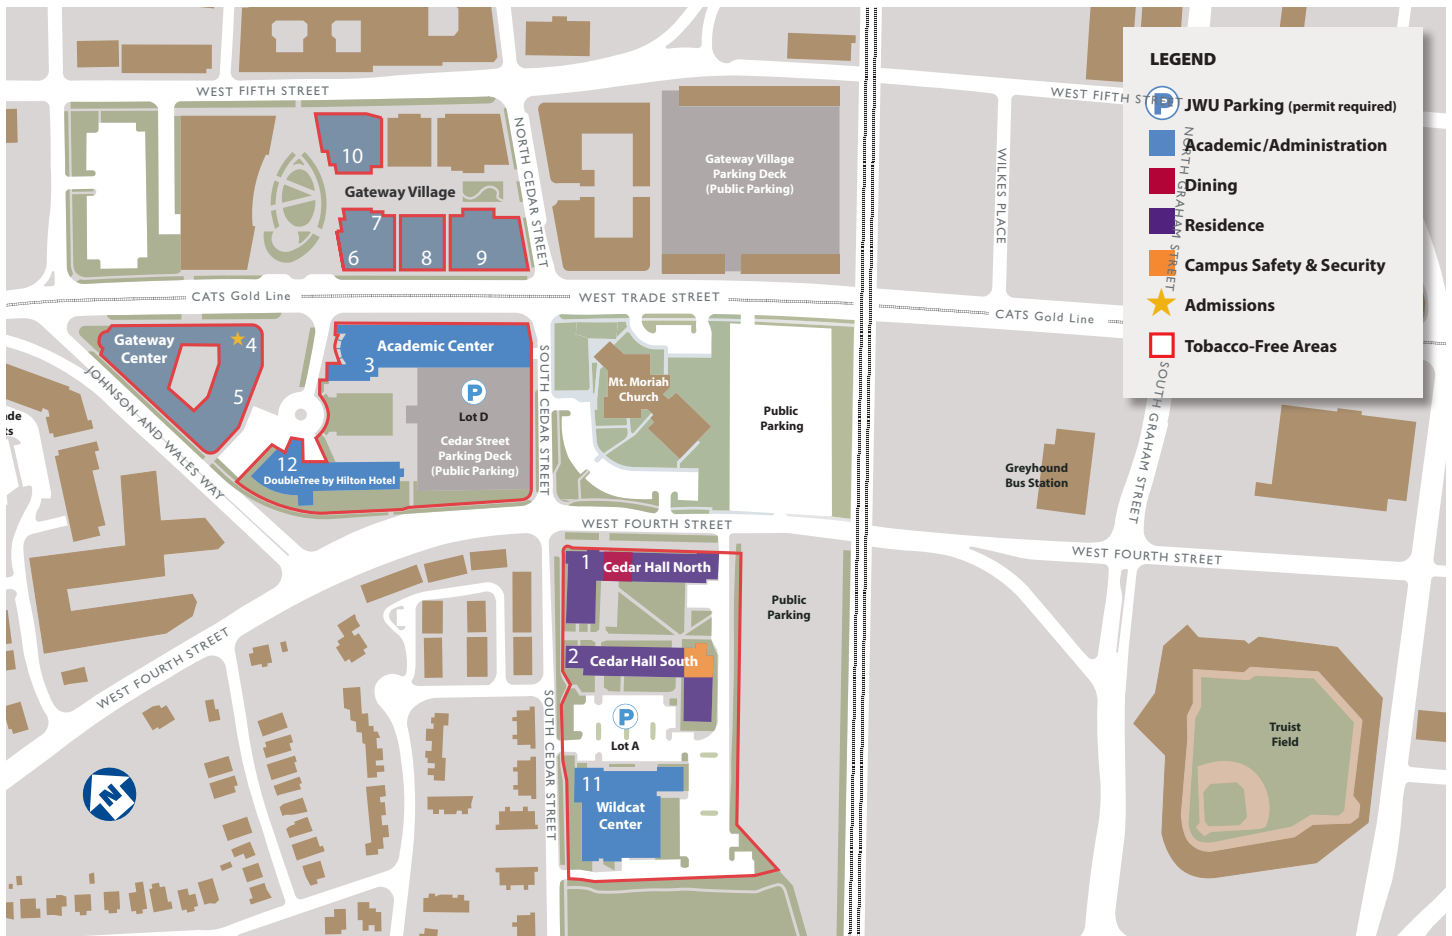 LEGEND
P JWU Parking (permit required)
Academic/Administration
Dining
Residence
Campus Safety & Security
Admissions
Tobacco-Free Areas
WEST FIFTH STREET
WEST FIFTH STREET
NORTH CEDAR STREET
WILKES PLACE
NORTH GRAHAM STREET
10
Gateway Village
7
6
8
9
Gateway Village
Parking Deck
(Public Parking)
CATS Gold Line
WEST TRADE STREET
CATS Gold Line
Gateway
Center
4
5
Academic Center
3
P
Lot D
Cedar Street
Parking Deck
(Public Parking)
12
DoubleTree by Hilton Hotel
JOHNSON AND WALES WAY
SOUTH CEDAR STREET
Mt. Moriah
Church
Public
Parking
Greyhound
Bus Station
SOUTH GRAHAM STREET
ade
ts
WEST FOURTH STREET
WEST FOURTH STREET
WEST FOURTH STREET
1
Cedar Hall North
2
Cedar Hall South
Public
Parking
P
Lot A
SOUTH CEDAR STREET
11
Wildcat
Center
Truist
Field
N